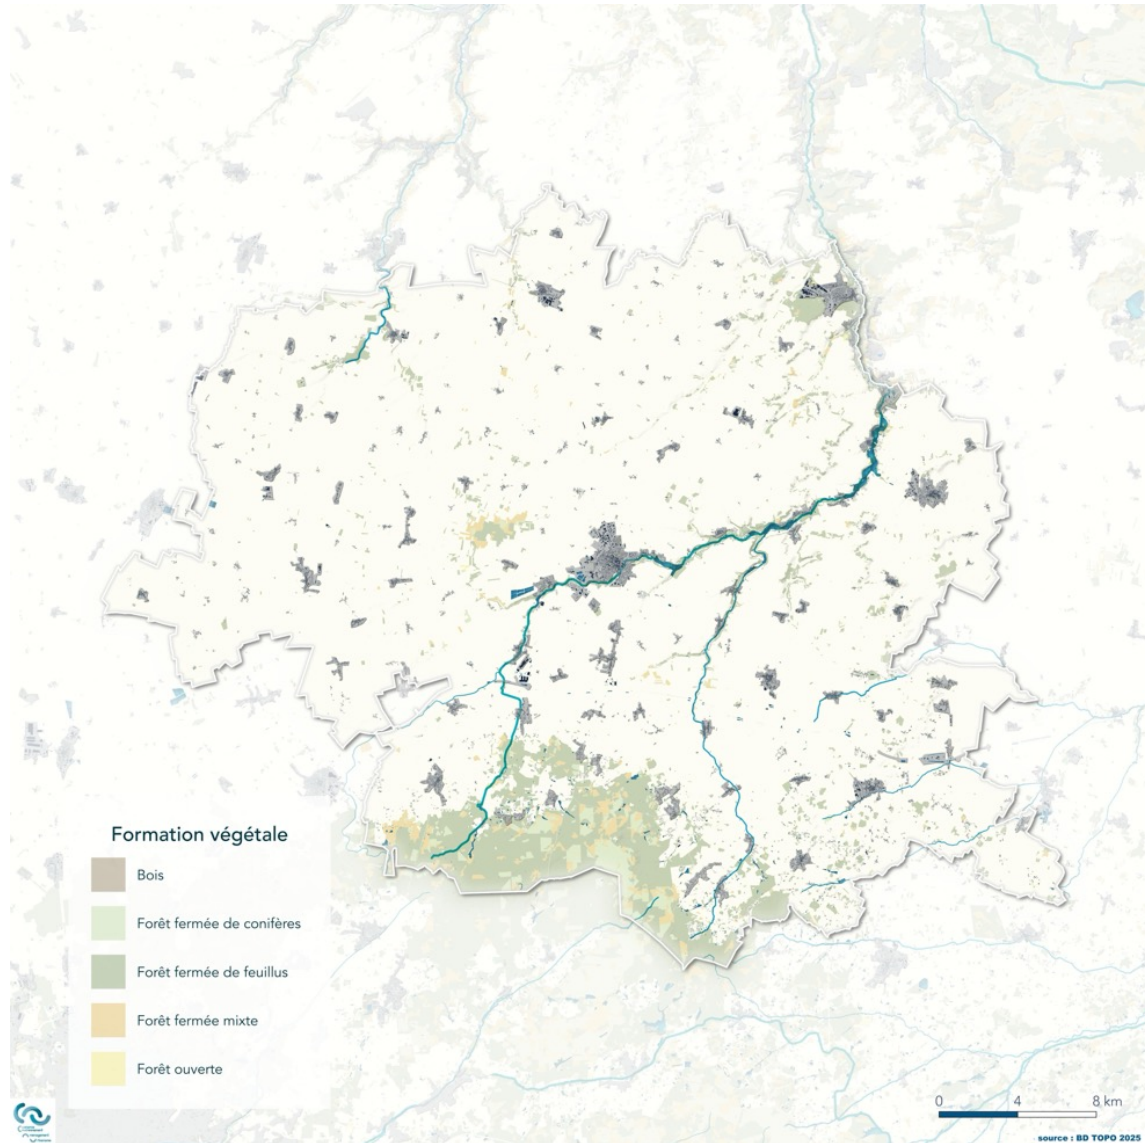 Formation végétale
Bois
Forêt fermée de conifères
Forêt fermée de feuillus
Forêt fermée mixte
Forêt ouverte
0 4 8 km
source : BD TOPO 2025